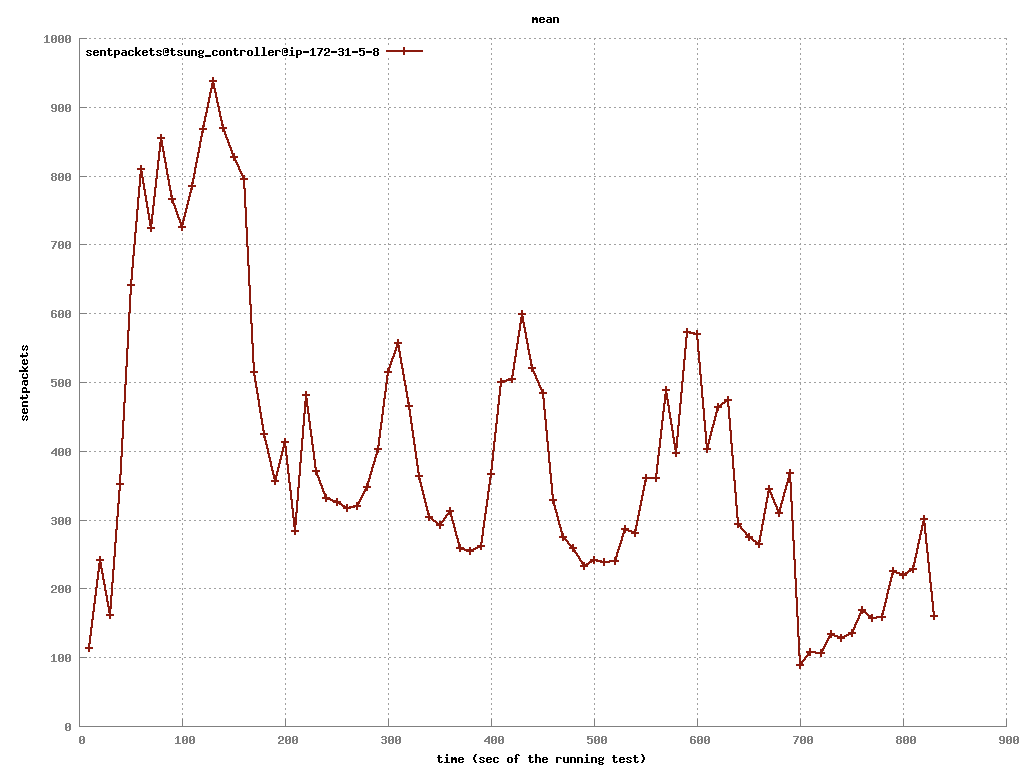 mean
1000
sentpackets@tsung_controller@ip-172-31-5-8
900
800
700
600
500
400
300
200
100
0
sentpackets
0 100 200 300 400 500 600 700 800 900
time (sec of the running test)